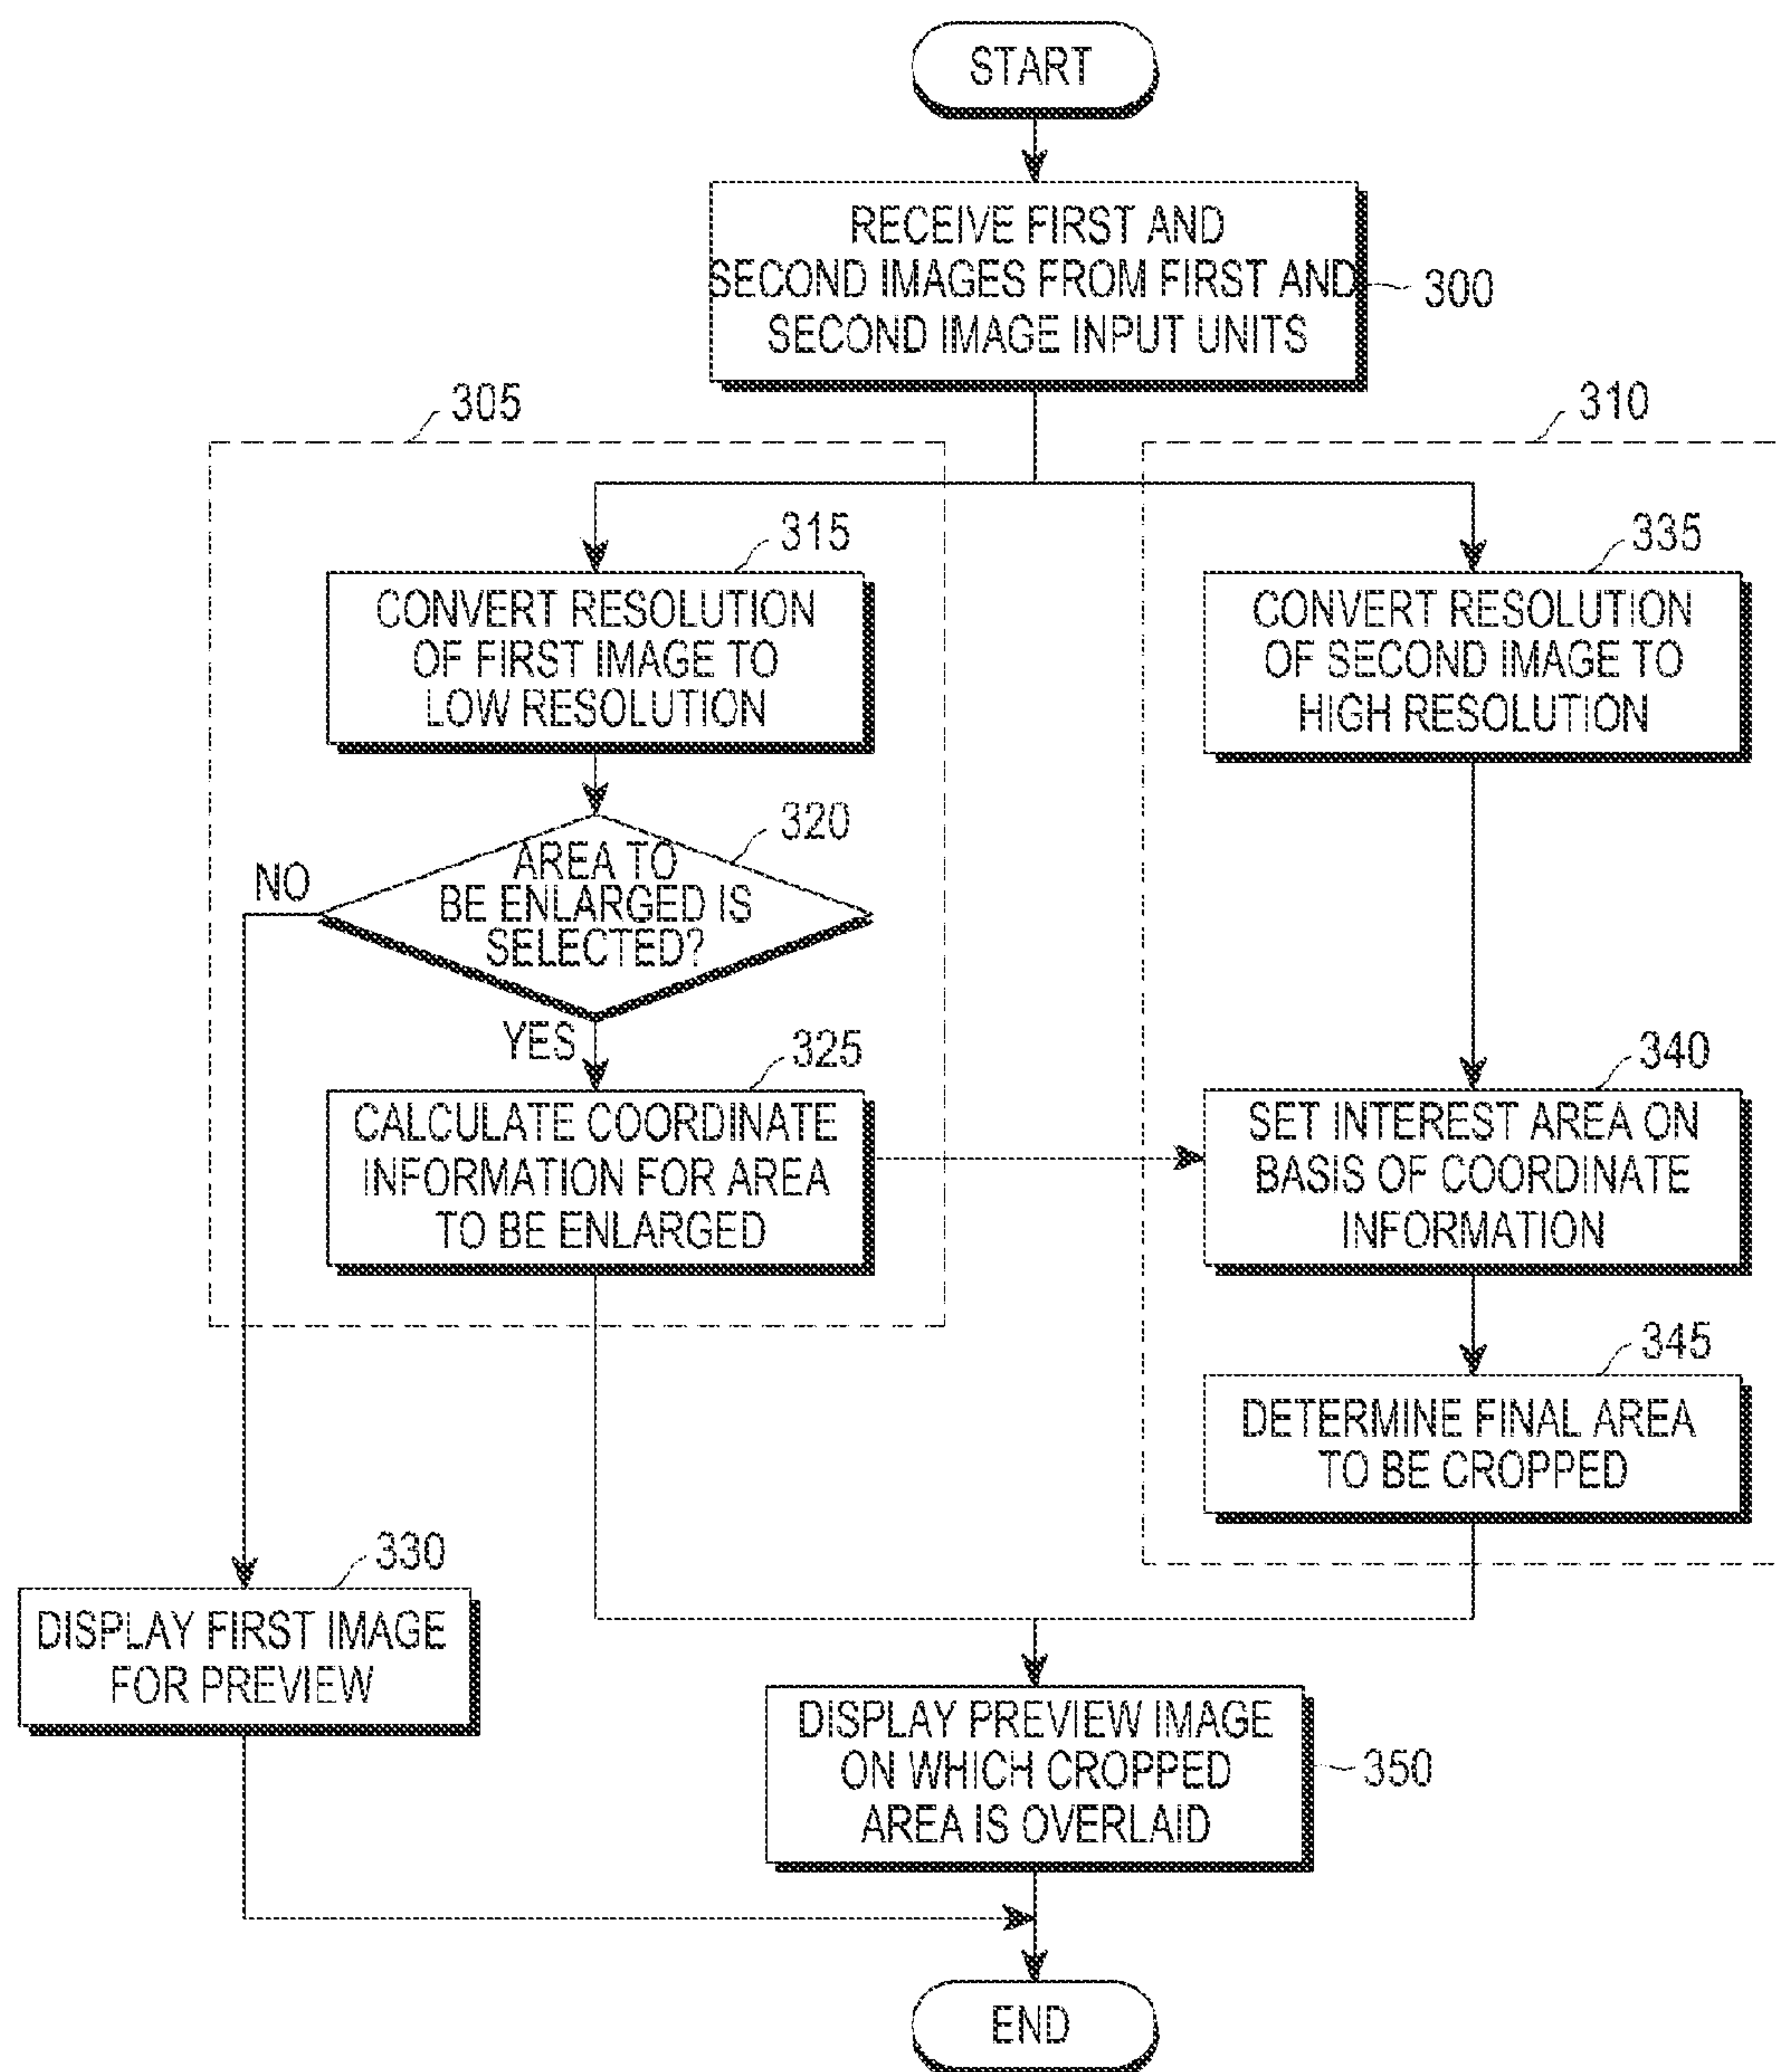 START
RECEIVE FIRST AND
SECOND IMAGES FROM FIRST AND
SECOND IMAGE INPUT UNITS
300
305
310
315
CONVERT RESOLUTION
OF FIRST IMAGE TO
LOW RESOLUTION
335
CONVERT RESOLUTION
OF SECOND IMAGE TO
HIGH RESOLUTION
320
AREA TO
BE ENLARGED IS
SELECTED?
NO
YES
325
CALCULATE COORDINATE
INFORMATION FOR AREA
TO BE ENLARGED
340
SET INTEREST AREA ON
BASIS OF COORDINATE
INFORMATION
345
DETERMINE FINAL AREA
TO BE CROPPED
330
DISPLAY FIRST IMAGE
FOR PREVIEW
DISPLAY PREVIEW IMAGE
ON WHICH CROPPED
AREA IS OVERLAID
350
END